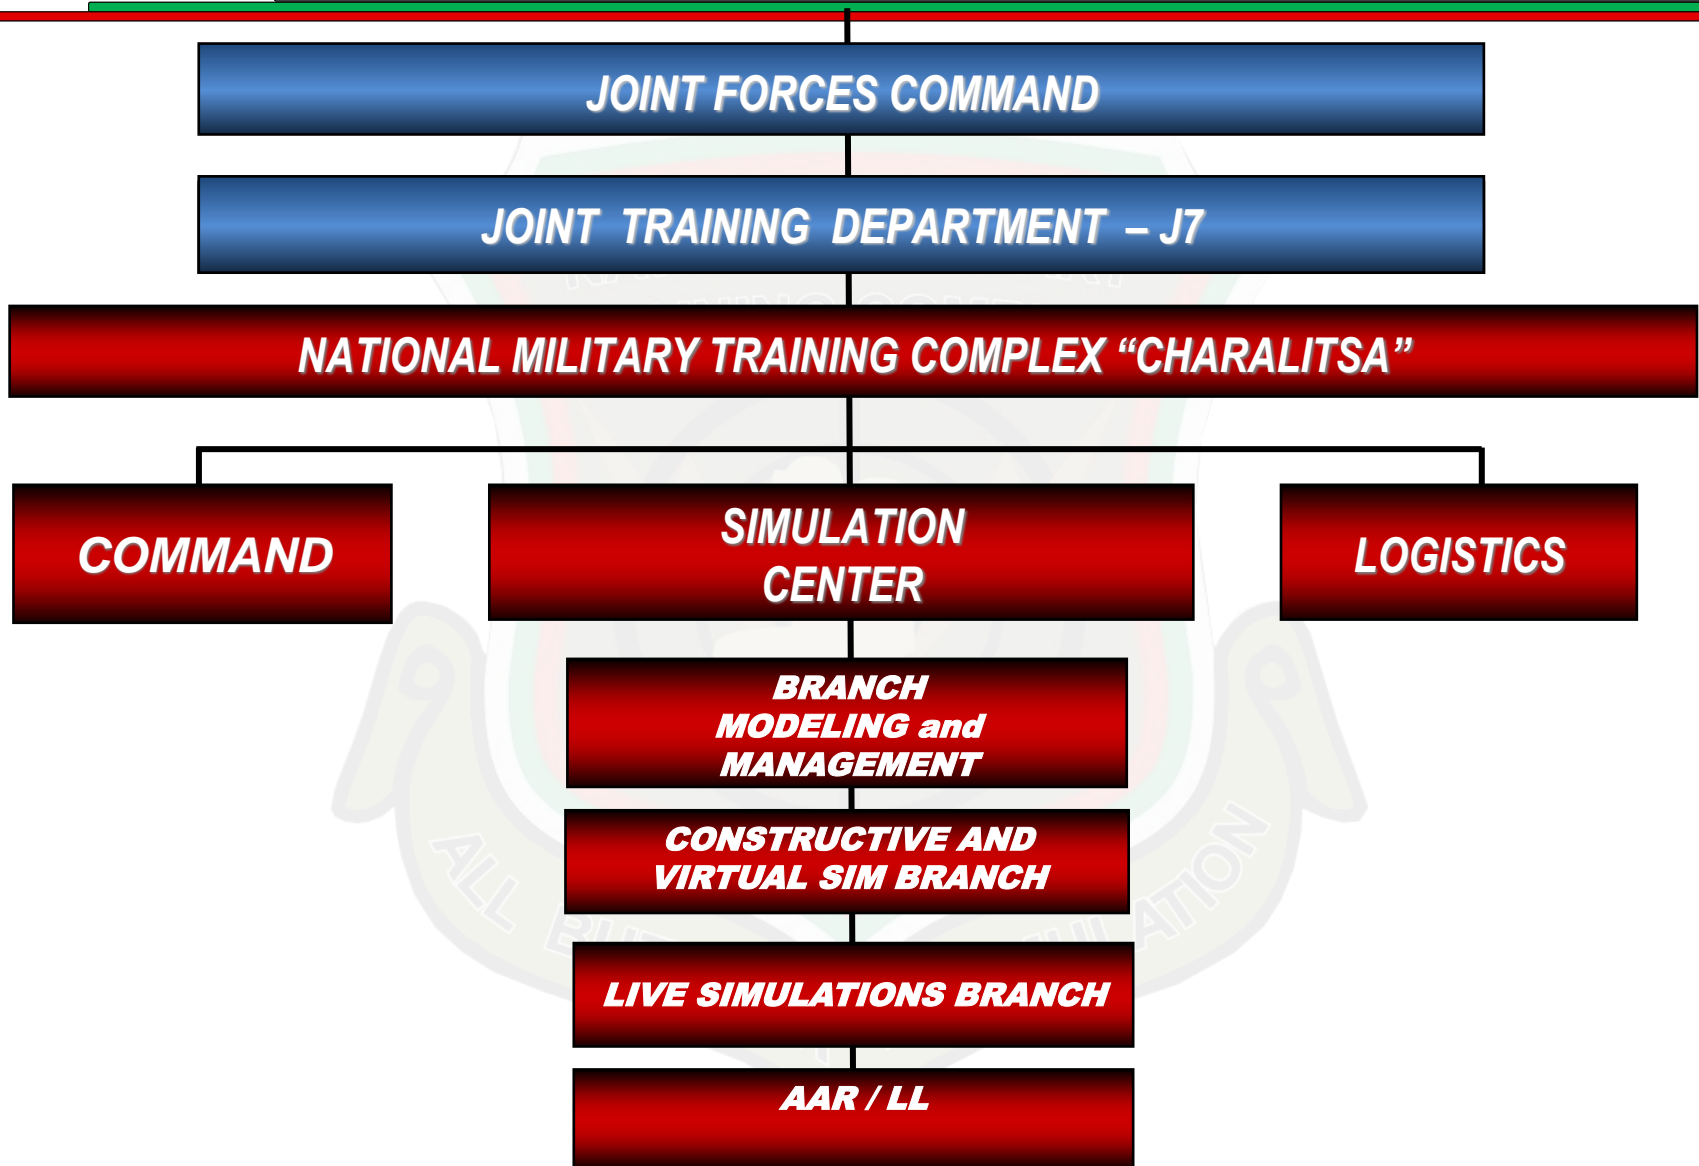 JOINT FORCES COMMAND
JOINT TRAINING DEPARTMENT – J7
NATIONAL MILITARY TRAINING COMPLEX “CHARALITSA”
COMMAND
SIMULATION
CENTER
LOGISTICS
BRANCH
MODELING and
MANAGEMENT
CONSTRUCTIVE AND
VIRTUAL SIM BRANCH
LIVE SIMULATIONS BRANCH
AAR / LL
ALL